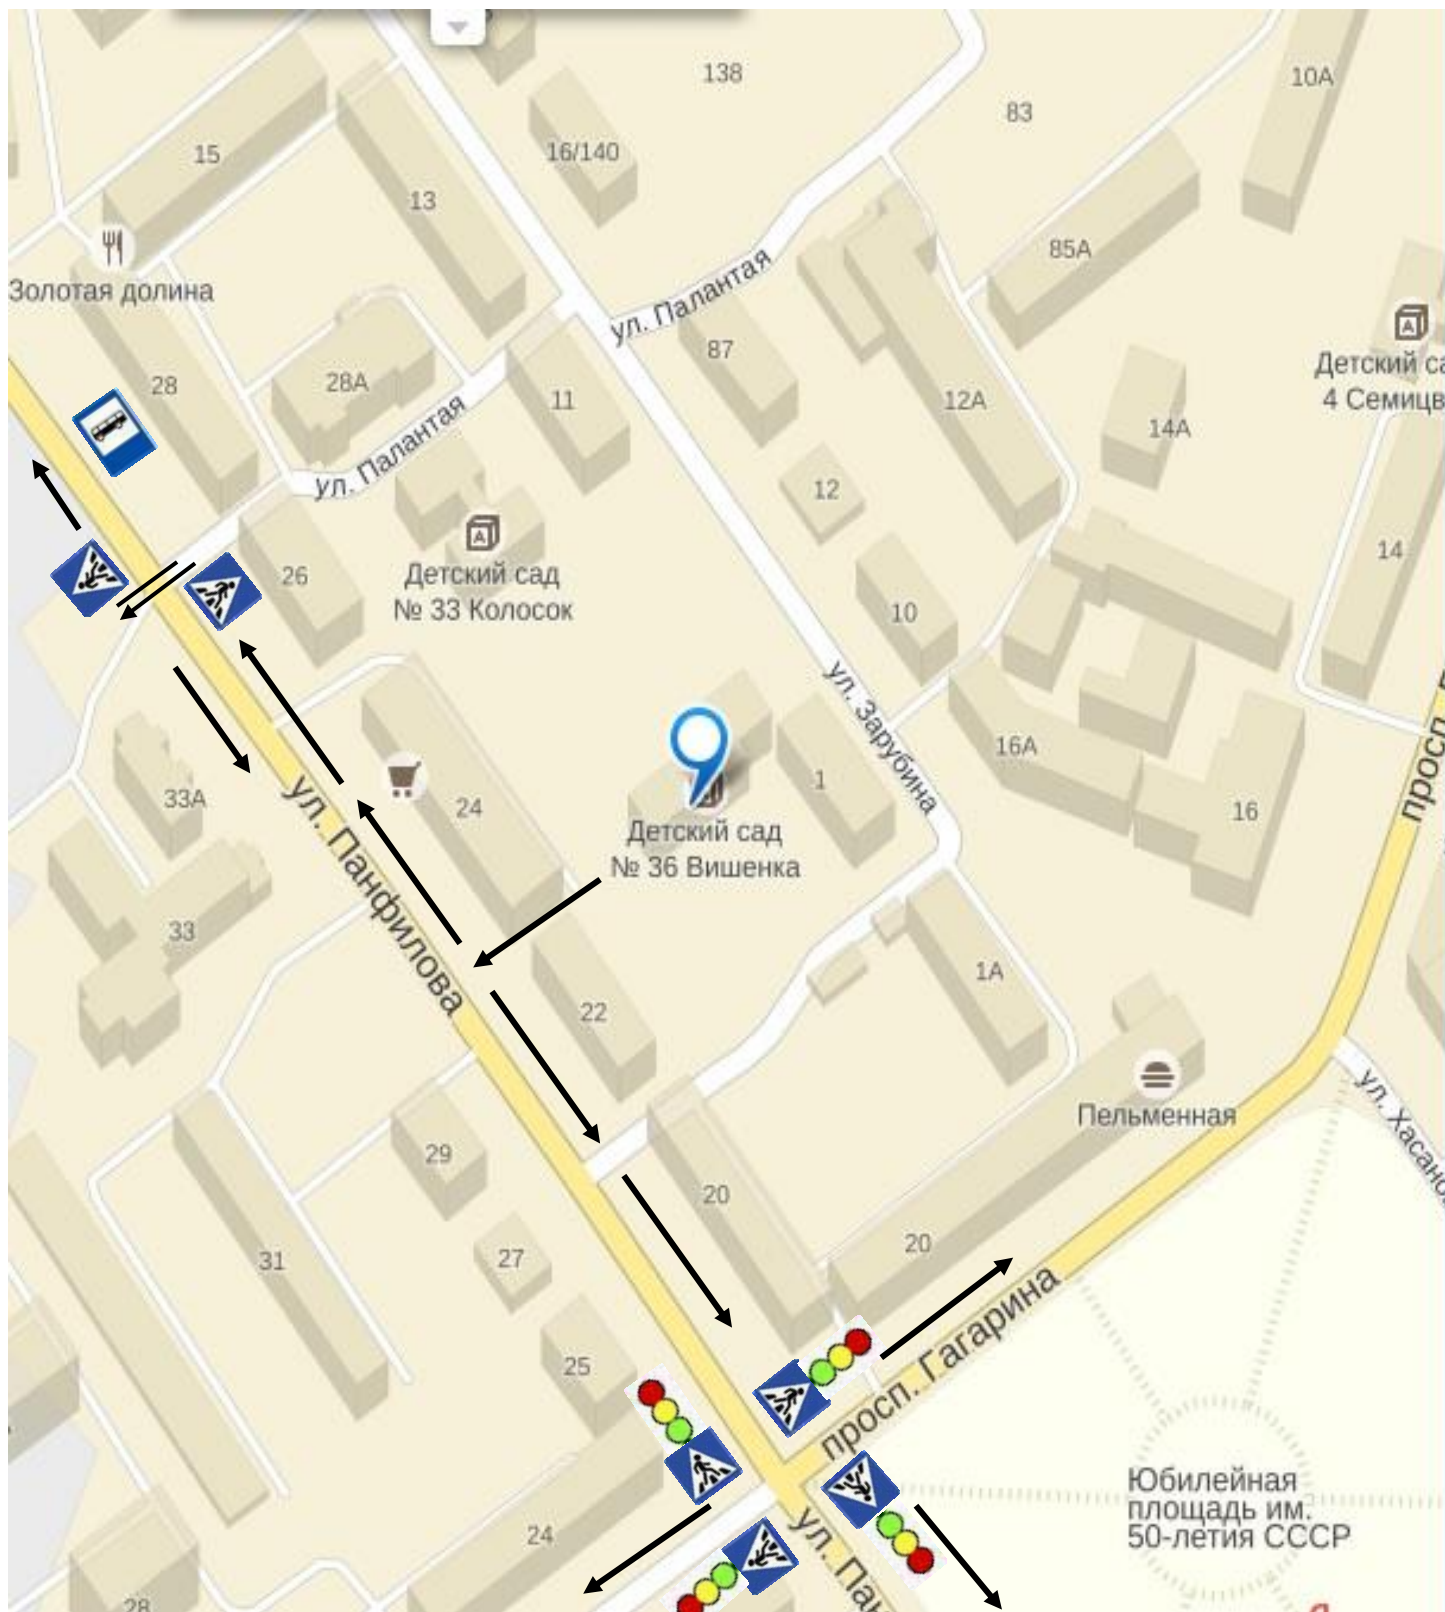 138
10А
83
15
16/140
13
85А
Золотая долина
ул. Палантая
87
28
28А
11
12А
14А
Детский са
4 Семицв
ул. Палантая
12
14
26
Детский сад
№ 33 Колосок
10
ул. Зарубина
16А
33А
24
1
16
просп.
ул. Панфилова
Детский сад
№ 36 Вишенка
33
1А
22
Пельменная
ул. Хасано
29
20
31
27
20
25
просп. Гагарина
Юбилейная
площадь им.
50-летия СССР
24
ул. Пан
28